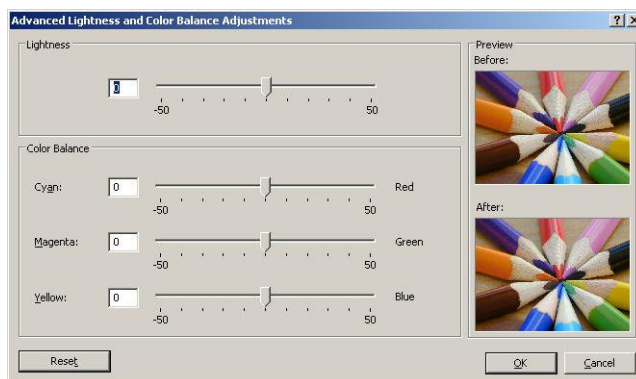 Advanced Lightness and Color Balance Adjustments
Lightness
0
-50 50
Color Balance
Cyan: 0 Red
-50 50
Magenta: 0 Green
-50 50
Yellow: 0 Blue
-50 50
Preview
Before:
After:
Reset
OK Cancel